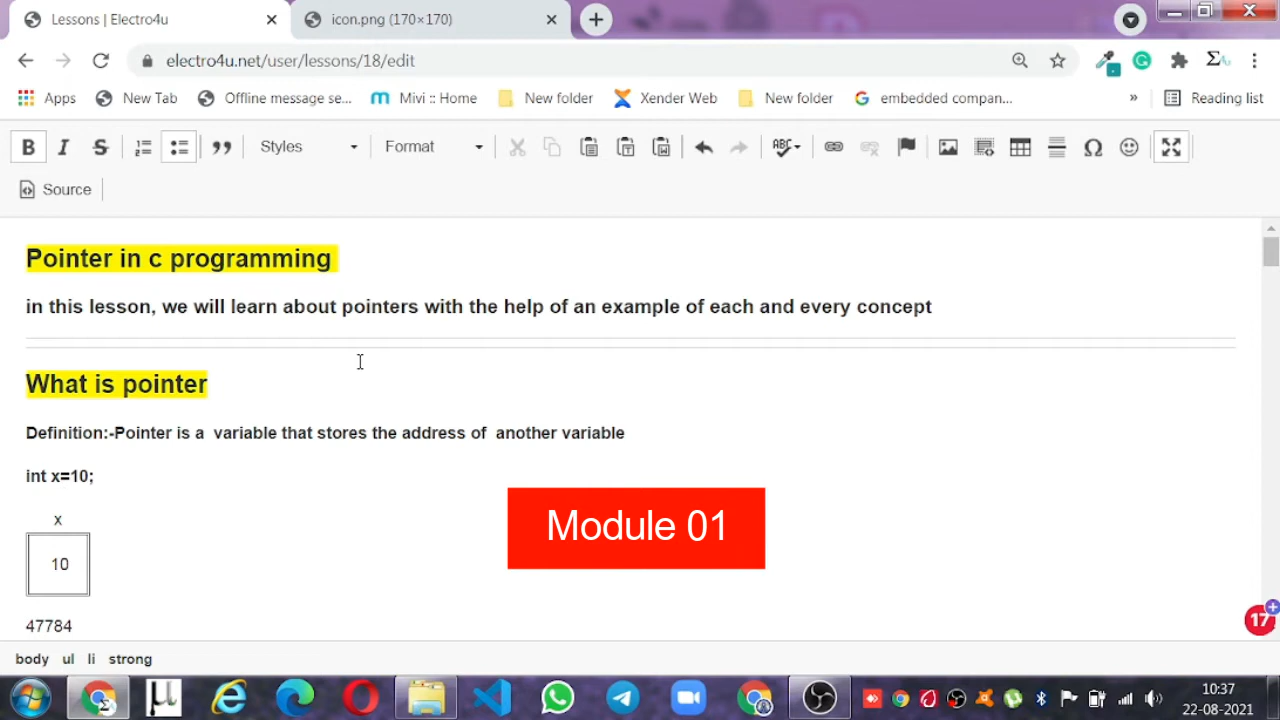 Lessons | Electro4u
icon.png (170×170)
electro4u.net/user/lessons/18/edit
Apps
New Tab
Offline message se...
Mivi :: Home
New folder
Xender Web
New folder
embedded compan...
»
Reading list
B I S
Styles
Format
ABC
Ω
Source
Pointer in c programming
in this lesson, we will learn about pointers with the help of an example of each and every concept
What is pointer
Definition:-Pointer is a variable that stores the address of another variable
int x=10;
x
10
47784
Module 01
17
body ul li strong
10:37
22-08-2021